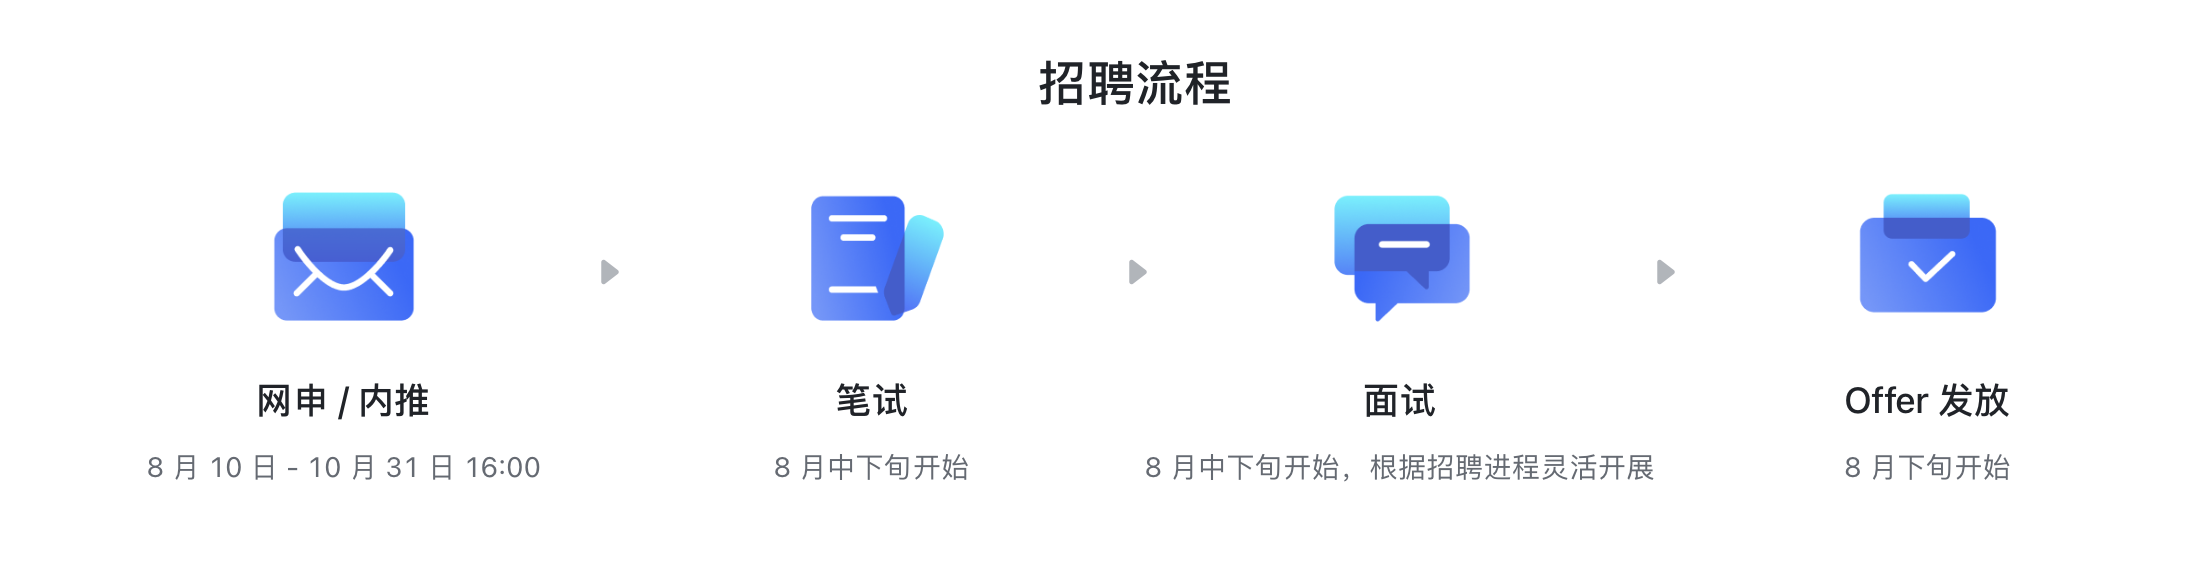 招聘流程
网申 / 内推
8 月 10 日 - 10 月 31 日 16:00
笔试
8 月中下旬开始
面试
8 月中下旬开始，根据招聘进程灵活开展
Offer 发放
8 月下旬开始